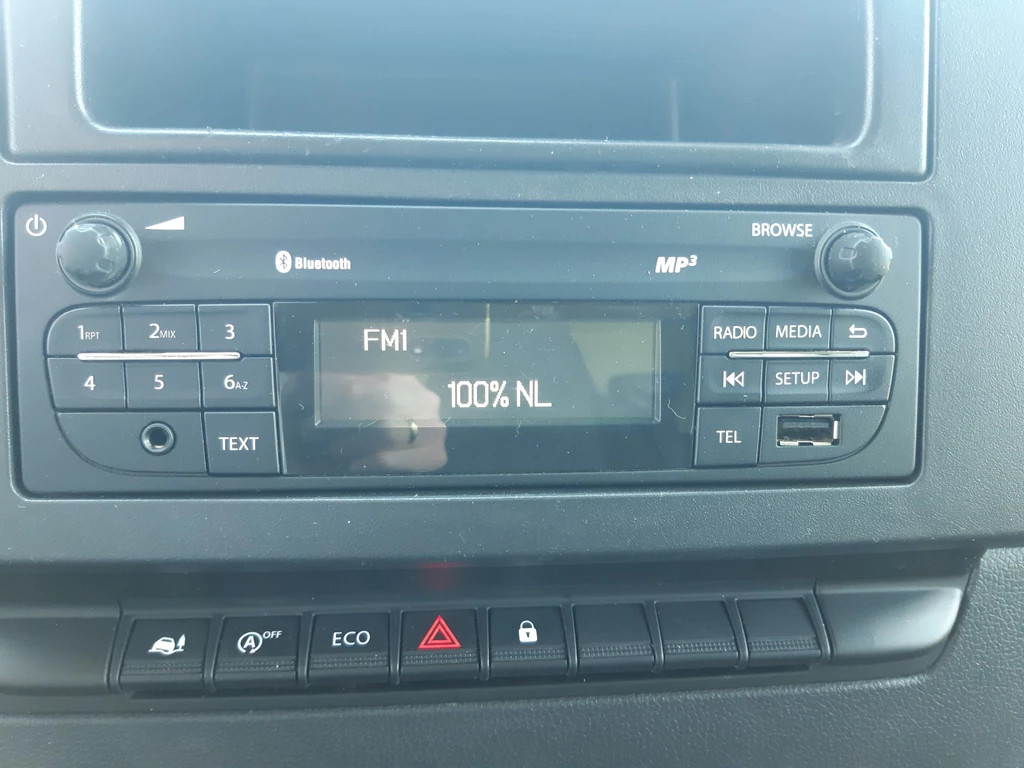 BROWSE
Bluetooth
MP3
1RPT 2MIX 3
RADIO MEDIA
FM1
4 5 6A-Z
100% NL
SETUP
TEXT
TEL
A OFF
ECO